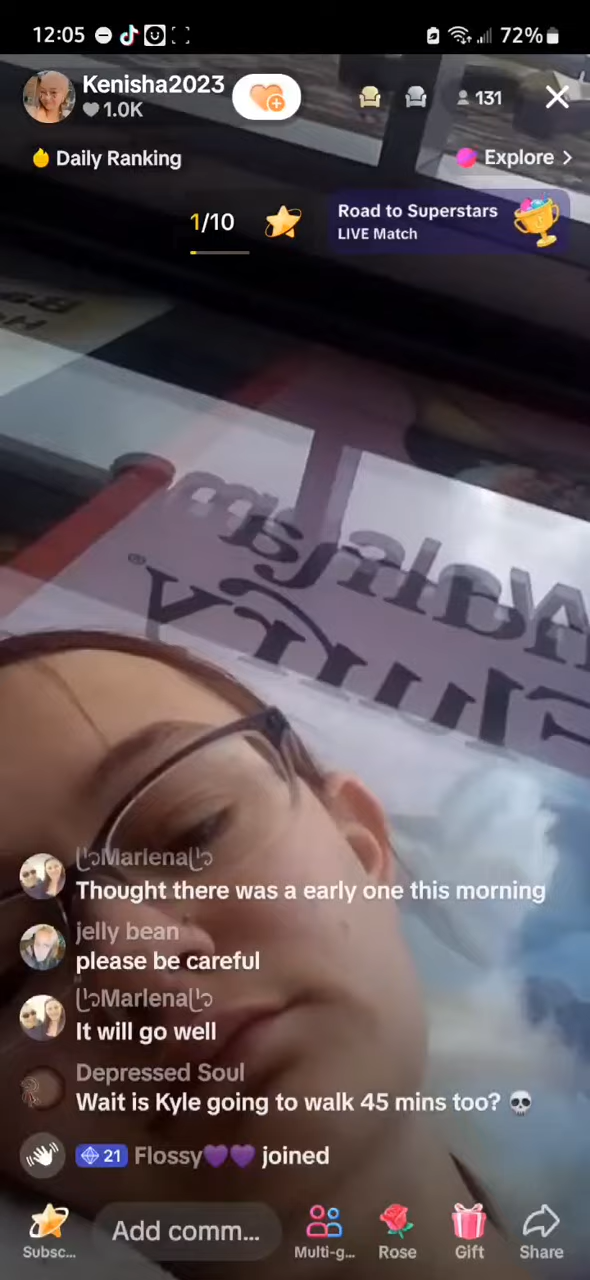 12:05
72%
Kenisha2023
1.0K
131
Daily Ranking
Explore >
1/10
Road to Superstars
LIVE Match
Flurry®
Marlena
Thought there was a early one this morning
jelly bean
please be careful
Marlena
It will go well
Depressed Soul
Wait is Kyle going to walk 45 mins too? 💀
21 Flossy💜💜 joined
Add comm...
Subsc...
Multi-g...
Rose
Gift
Share